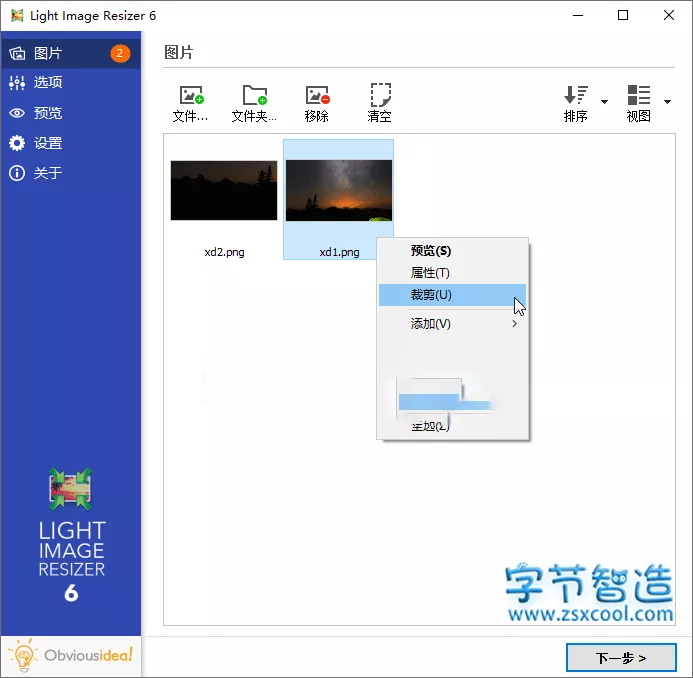 Light Image Resizer 6
图片
2
选项
预览
设置
关于
图片
文件...
文件夹...
移除
清空
排序
视图
xd2.png
xd1.png
预览(S)
属性(T)
裁剪(U)
添加(V)
LIGHT
IMAGE
RESIZER
6
字节智造
www.zsxcool.com
Obviousidea!
下一步 >